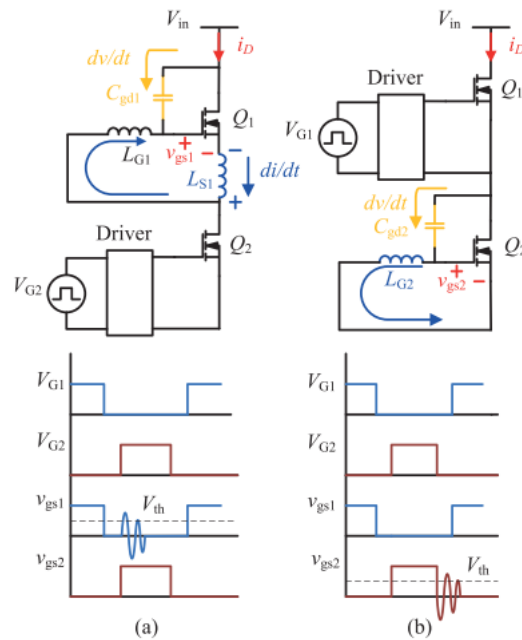 V_in
i_D
dv/dt
C_gd1
Q_1
L_G1
v_gs1
+
−
−
L_S1
di/dt
+
Driver
Q_2
V_G2
V_G1
V_G2
v_gs1
V_th
v_gs2
(a)
V_in
i_D
Driver
Q_1
V_G1
dv/dt
C_gd2
Q_2
L_G2
v_gs2
+
−
V_G1
V_G2
v_gs1
v_gs2
V_th
(b)